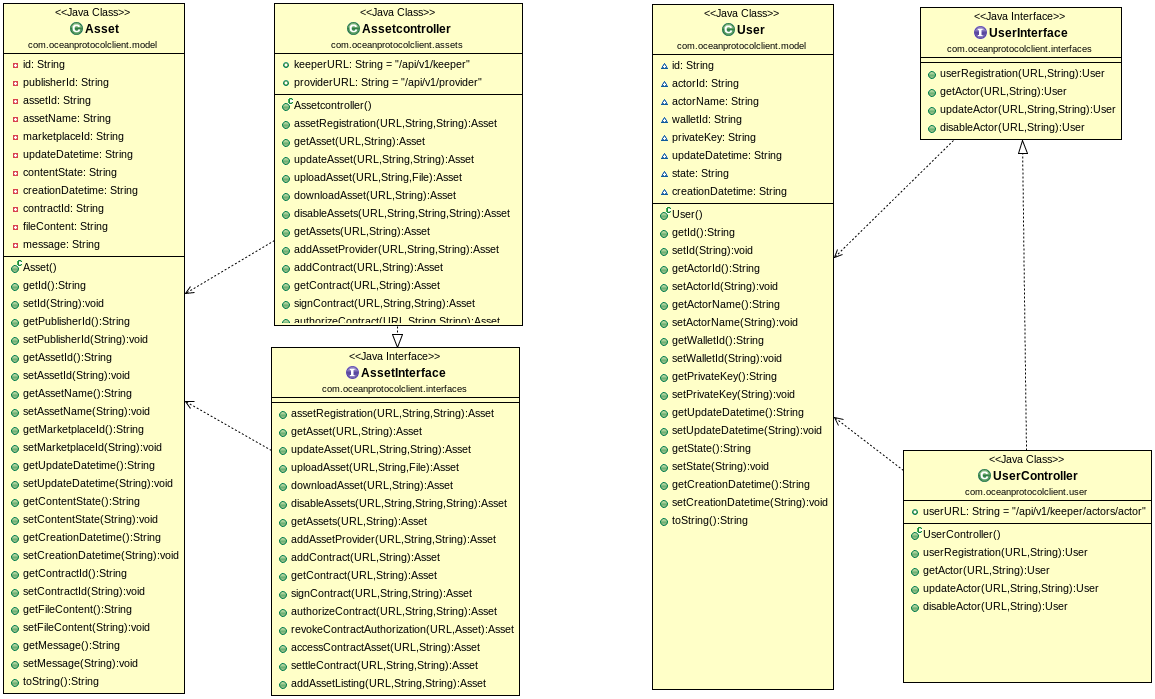 <<Java Class>>
Asset
com.oceanprotocolclient.model
id: String
publisherId: String
assetId: String
assetName: String
marketplaceId: String
updateDatetime: String
contentState: String
creationDatetime: String
contractId: String
fileContent: String
message: String
Asset()
getId():String
setId(String):void
getPublisherId():String
setPublisherId(String):void
getAssetId():String
setAssetId(String):void
getAssetName():String
setAssetName(String):void
getMarketplaceId():String
setMarketplaceId(String):void
getUpdateDatetime():String
setUpdateDatetime(String):void
getContentState():String
setContentState(String):void
getCreationDatetime():String
setCreationDatetime(String):void
getContractId():String
setContractId(String):void
getFileContent():String
setFileContent(String):void
getMessage():String
setMessage(String):void
toString():String
<<Java Class>>
Assetcontroller
com.oceanprotocolclient.assets
keeperURL: String = "/api/v1/keeper"
providerURL: String = "/api/v1/provider"
Assetcontroller()
assetRegistration(URL,String,String):Asset
getAsset(URL,String):Asset
updateAsset(URL,String,String):Asset
uploadAsset(URL,String,File):Asset
downloadAsset(URL,String):Asset
disableAssets(URL,String,String,String):Asset
getAssets(URL,String):Asset
addAssetProvider(URL,String,String):Asset
addContract(URL,String):Asset
getContract(URL,String):Asset
signContract(URL,String,String):Asset
authorizeContract(URL,String,String):Asset
<<Java Interface>>
AssetInterface
com.oceanprotocolclient.interfaces
assetRegistration(URL,String,String):Asset
getAsset(URL,String):Asset
updateAsset(URL,String,String):Asset
uploadAsset(URL,String,File):Asset
downloadAsset(URL,String):Asset
disableAssets(URL,String,String,String):Asset
getAssets(URL,String):Asset
addAssetProvider(URL,String,String):Asset
addContract(URL,String):Asset
getContract(URL,String):Asset
signContract(URL,String,String):Asset
authorizeContract(URL,String,String):Asset
revokeContractAuthorization(URL,Asset):Asset
accessContractAsset(URL,String):Asset
settleContract(URL,String,String):Asset
addAssetListing(URL,String,String):Asset
<<Java Class>>
User
com.oceanprotocolclient.model
id: String
actorId: String
actorName: String
walletId: String
privateKey: String
updateDatetime: String
state: String
creationDatetime: String
User()
getId():String
setId(String):void
getActorId():String
setActorId(String):void
getActorName():String
setActorName(String):void
getWalletId():String
setWalletId(String):void
getPrivateKey():String
setPrivateKey(String):void
getUpdateDatetime():String
setUpdateDatetime(String):void
getState():String
setState(String):void
getCreationDatetime():String
setCreationDatetime(String):void
toString():String
<<Java Interface>>
UserInterface
com.oceanprotocolclient.interfaces
userRegistration(URL,String):User
getActor(URL,String):User
updateActor(URL,String,String):User
disableActor(URL,String):User
<<Java Class>>
UserController
com.oceanprotocolclient.user
userURL: String = "/api/v1/keeper/actors/actor"
UserController()
userRegistration(URL,String):User
getActor(URL,String):User
updateActor(URL,String,String):User
disableActor(URL,String):User